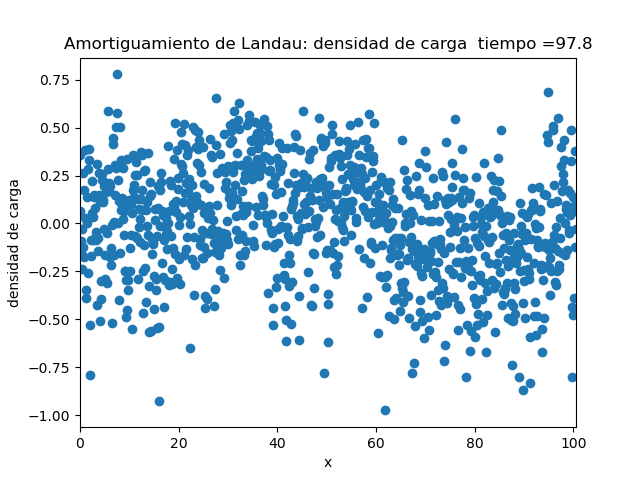 Amortiguamiento de Landau: densidad de carga  tiempo =97.8
0.75
0.50
0.25
0.00
−0.25
−0.50
−0.75
−1.00
densidad de carga
0 20 40 60 80 100
x